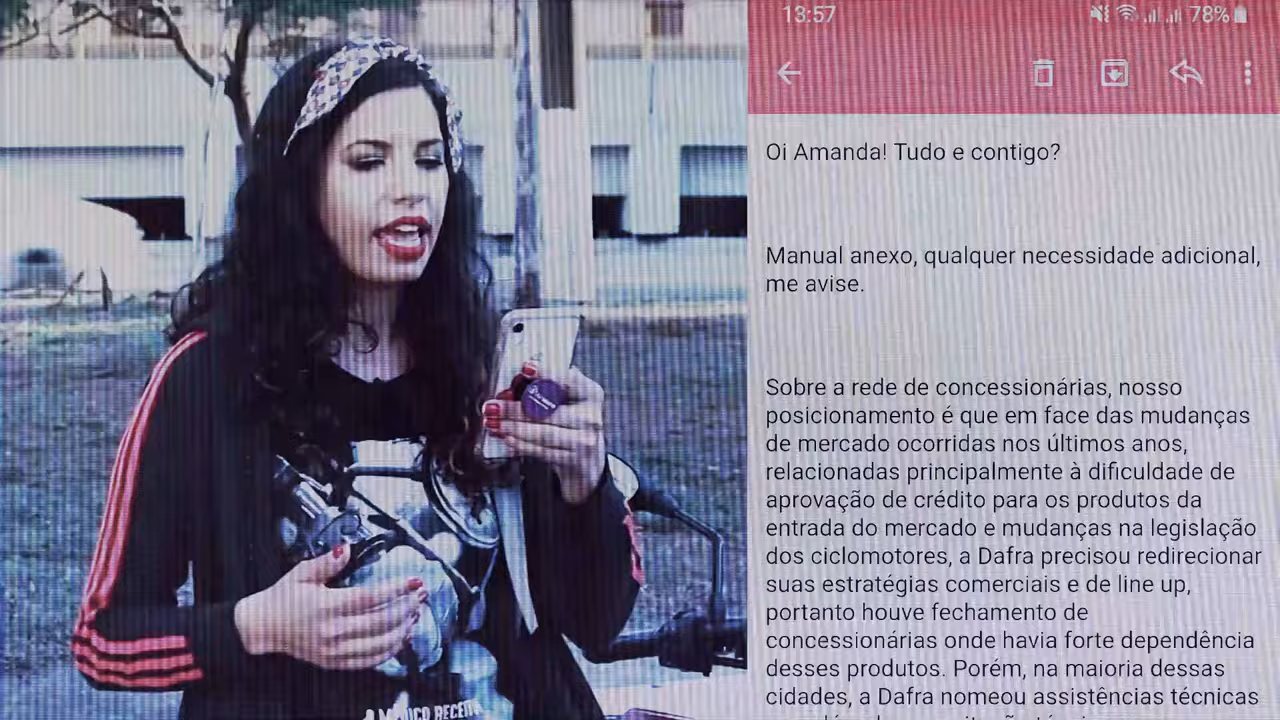 13:57
78%
Oi Amanda! Tudo e contigo?
Manual anexo, qualquer necessidade adicional,
me avise.
Sobre a rede de concessionárias, nosso
posicionamento é que em face das mudanças
de mercado ocorridas nos últimos anos,
relacionadas principalmente à dificuldade de
aprovação de crédito para os produtos da
entrada do mercado e mudanças na legislação
dos ciclomotores, a Dafra precisou redirecionar
suas estratégias comerciais e de line up,
portanto houve fechamento de
concessionárias onde havia forte dependência
desses produtos. Porém, na maioria dessas
cidades, a Dafra nomeou assistências técnicas
RECEITA